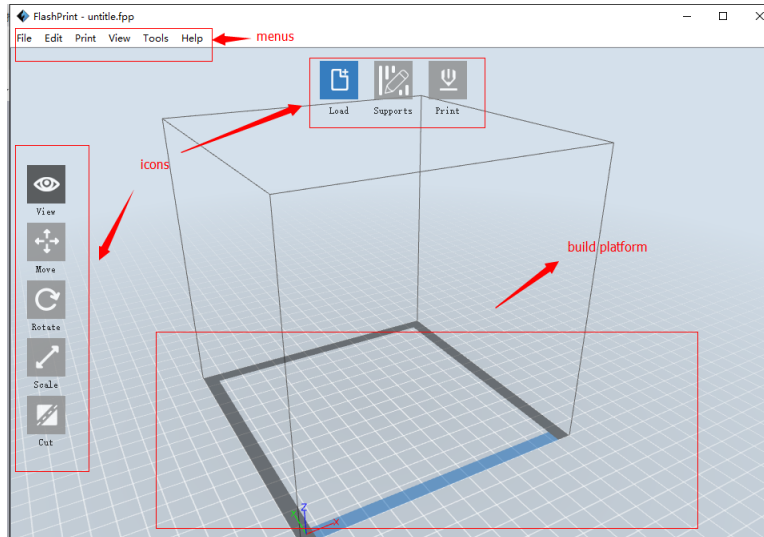 FlashPrint - untitle.fpp
File Edit Print View Tools Help
menus
Load Supports Print
icons
View
Move
Rotate
Scale
Cut
build platform
Z
Y
X